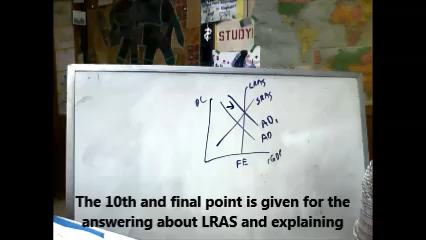 STUDY!
LRAS
SRAS
PL
AD₁
AD
FE
rGDP
The 10th and final point is given for the
answering about LRAS and explaining